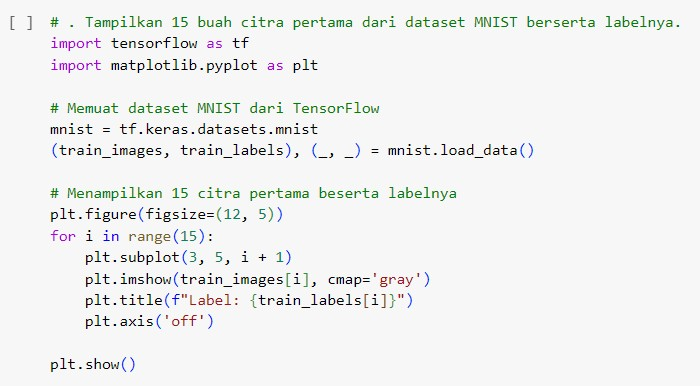 [ ] # . Tampilkan 15 buah citra pertama dari dataset MNIST berserta labelnya.
import tensorflow as tf
import matplotlib.pyplot as plt

# Memuat dataset MNIST dari TensorFlow
mnist = tf.keras.datasets.mnist
(train_images, train_labels), (_, _) = mnist.load_data()

# Menampilkan 15 citra pertama beserta labelnya
plt.figure(figsize=(12, 5))
for i in range(15):
    plt.subplot(3, 5, i + 1)
    plt.imshow(train_images[i], cmap='gray')
    plt.title(f"Label: {train_labels[i]}")
    plt.axis('off')

plt.show()